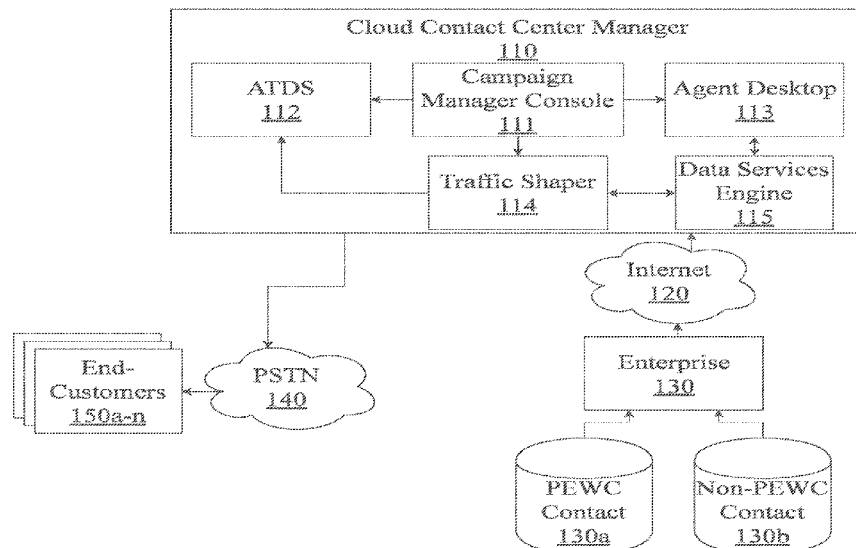 Cloud Contact Center Manager
110
ATDS
112
Campaign
Manager Console
111
Agent Desktop
113
Traffic Shaper
114
Data Services
Engine
115
Internet
120
End-
Customers
150a-n
PSTN
140
Enterprise
130
PEWC
Contact
130a
Non-PEWC
Contact
130b